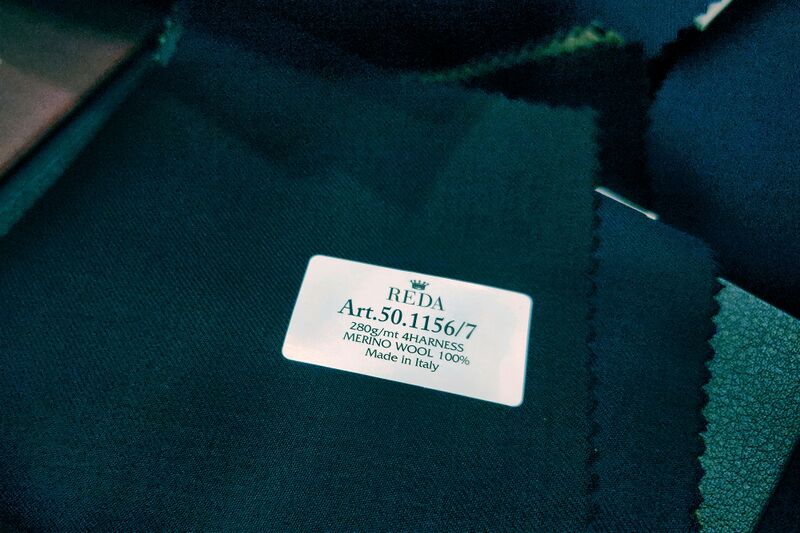 REDA
Art.50.1156/7
280g/mt 4HARNESS
MERINO WOOL 100%
Made in Italy